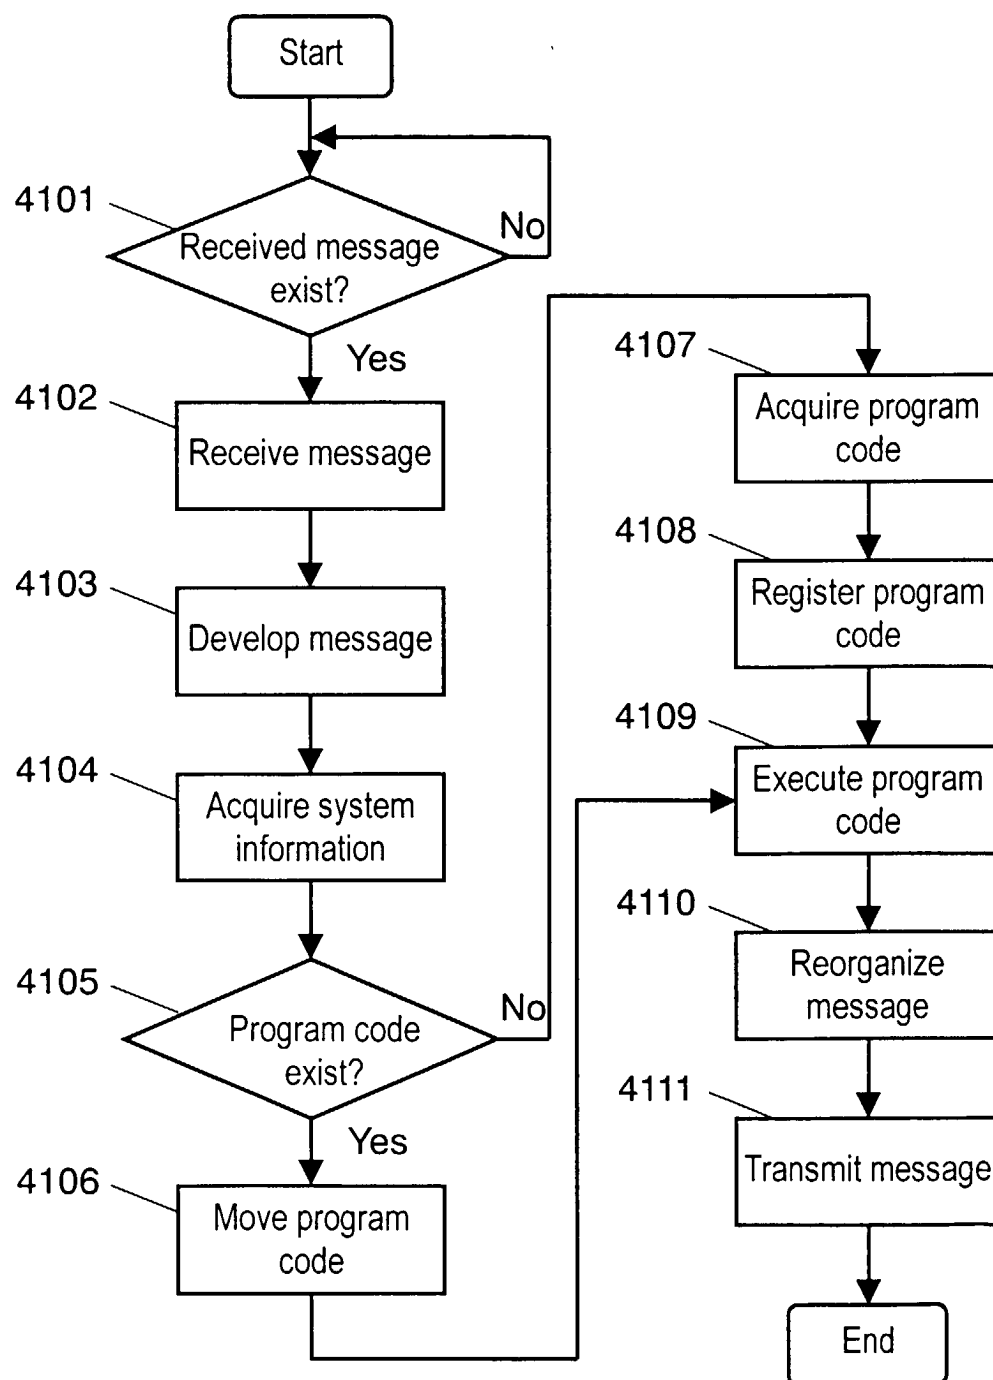 Start
4101
Received message
exist?
No
Yes
4102
Receive message
4103
Develop message
4104
Acquire system
information
4105
Program code
exist?
No
Yes
4106
Move program
code
4107
Acquire program
code
4108
Register program
code
4109
Execute program
code
4110
Reorganize
message
4111
Transmit message
End